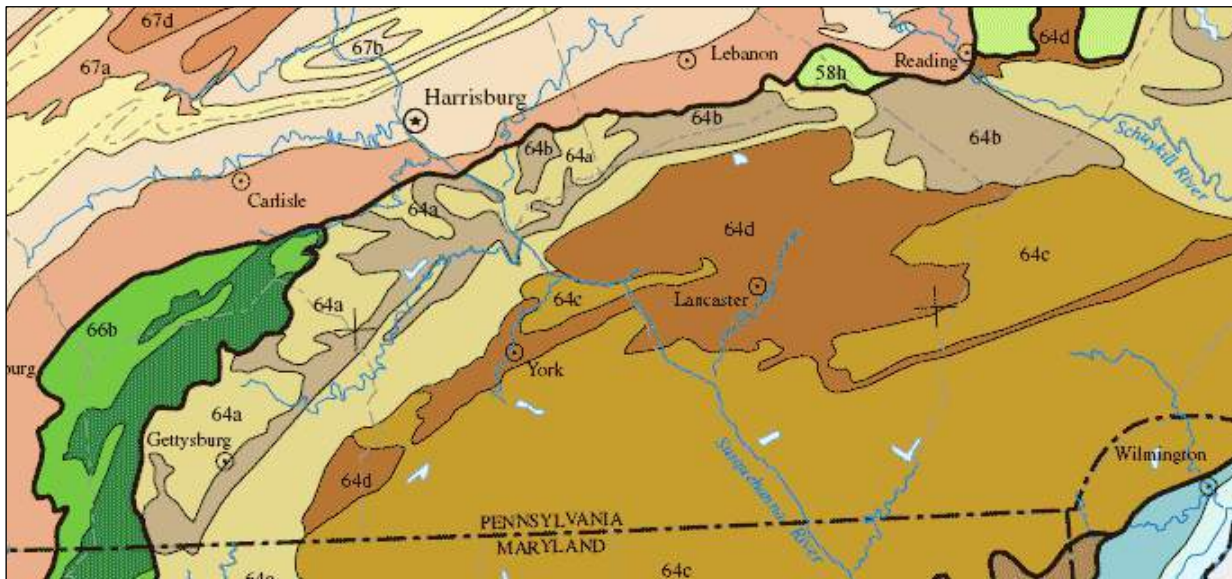 67d
64d
67b
Lebanon
Reading
67a
58h
Harrisburg
64b
64b
64b
64a
Schuylkill River
Carlisle
64a
64d
64c
64a
64c
Lancaster
66b
York
64a
Gettysburg
Wilmington
64d
Susquehanna River
PENNSYLVANIA
MARYLAND
64c